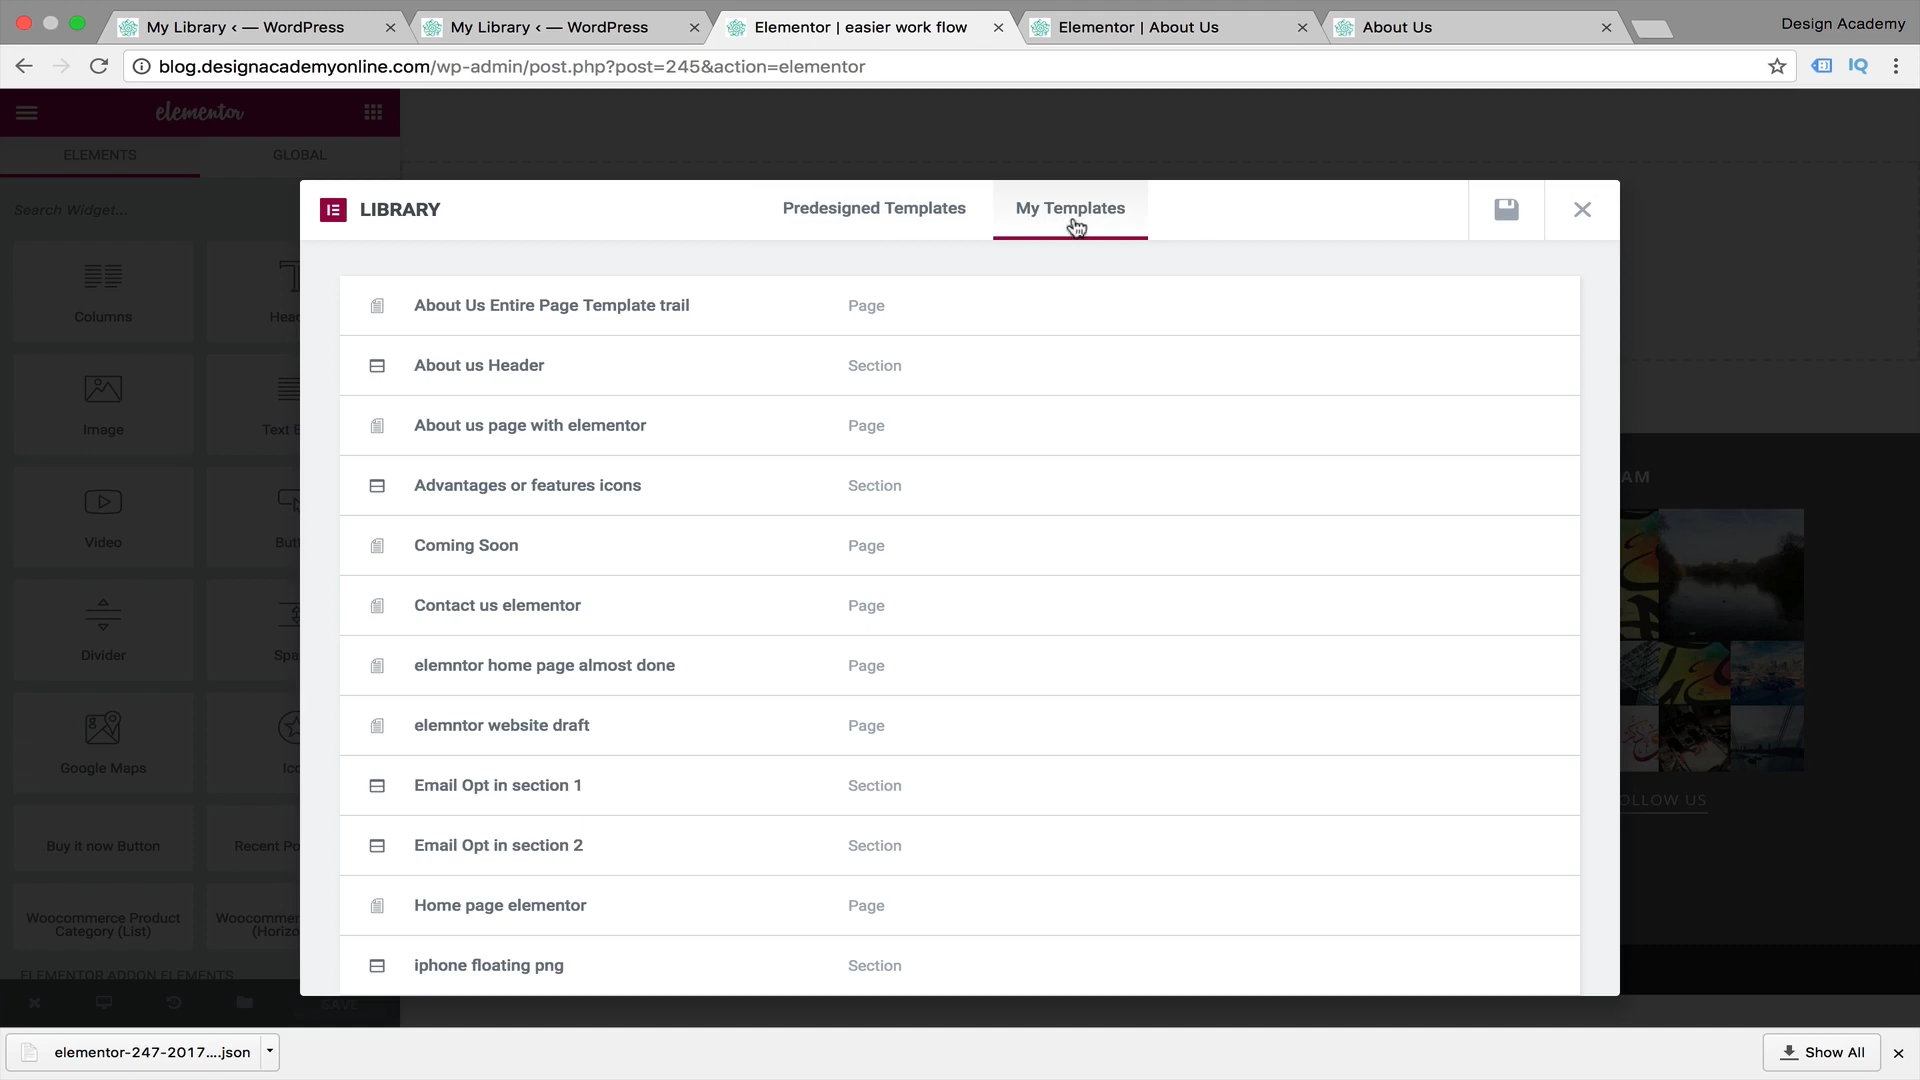 My Library ‹ — WordPress
My Library ‹ — WordPress
Elementor | easier work flow
Elementor | About Us
About Us
Design Academy
blog.designacademyonline.com/wp-admin/post.php?post=245&action=elementor
IQ
elementor
ELEMENTS
GLOBAL
Search Widget...
Columns
Head
Image
Text E
Video
Butt
Divider
Spa
Google Maps
Ico
Buy it now Button
Recent Po
Woocommerce Product
Category (List)
Woocommer
(Horizo
ELEMENTOR ADDON ELEMENTS
SAVE
LIBRARY
Predesigned Templates
My Templates
About Us Entire Page Template trail
Page
About us Header
Section
About us page with elementor
Page
Advantages or features icons
Section
Coming Soon
Page
Contact us elementor
Page
elemntor home page almost done
Page
elemntor website draft
Page
Email Opt in section 1
Section
Email Opt in section 2
Section
Home page elementor
Page
iphone floating png
Section
AM
OLLOW US
elementor-247-2017....json
Show All